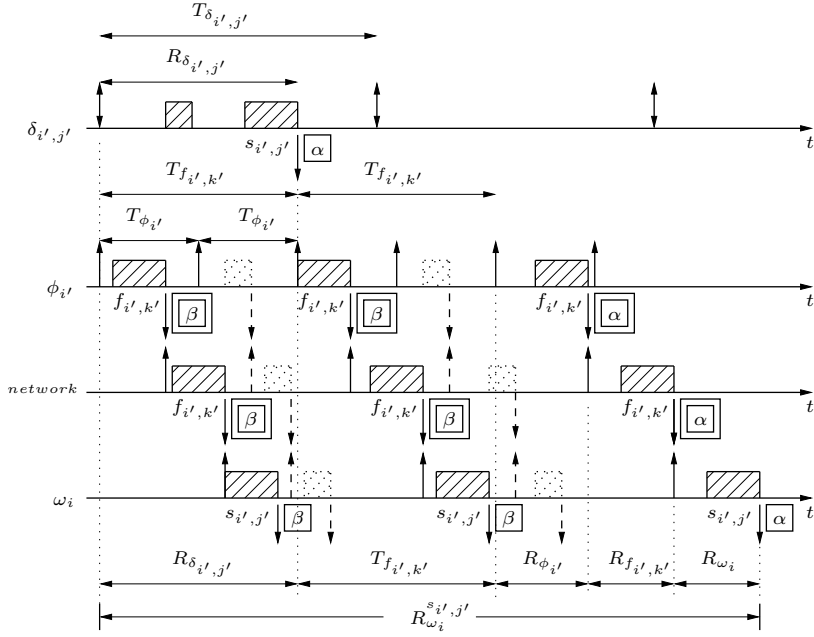 T_{δ_{i′,j′}}
R_{δ_{i′,j′}}
δ_{i′,j′}
s_{i′,j′} α t
T_{f_{i′,k′}} T_{f_{i′,k′}}
T_{ϕ_{i′}} T_{ϕ_{i′}}
ϕ_{i′} f_{i′,k′} β f_{i′,k′} β f_{i′,k′} α t
network f_{i′,k′} β f_{i′,k′} β f_{i′,k′} α t
ω_i s_{i′,j′} β s_{i′,j′} β s_{i′,j′} α t
R_{δ_{i′,j′}} T_{f_{i′,k′}} R_{ϕ_{i′}} R_{f_{i′,k′}} R_{ω_i}
R_{ω_i}^{s_{i′,j′}}